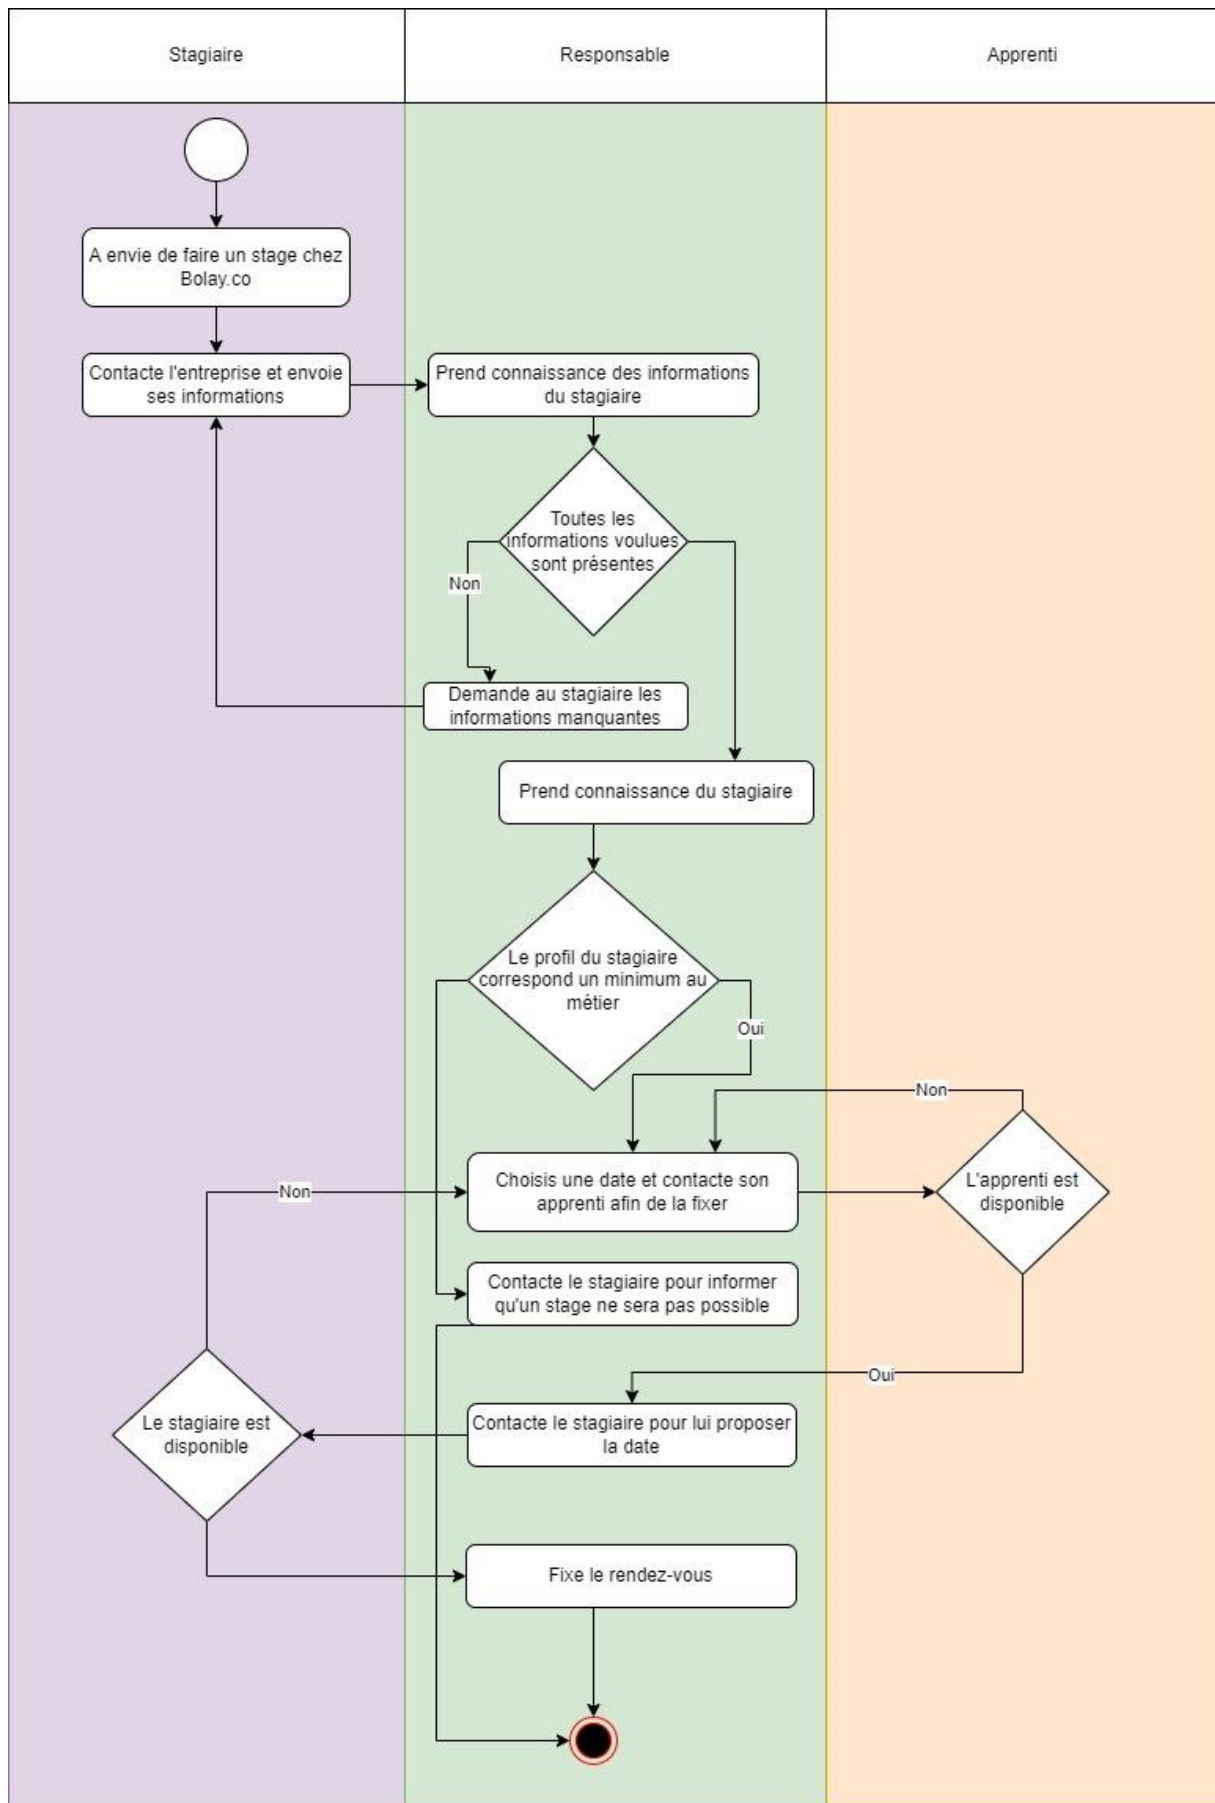 Stagiaire
Responsable
Apprenti
A envie de faire un stage chez
Bolay.co
Contacte l'entreprise et envoie
ses informations
Prend connaissance des informations
du stagiaire
Toutes les
informations voulues
sont présentes
Non
Demande au stagiaire les
informations manquantes
Prend connaissance du stagiaire
Le profil du stagiaire
correspond un minimum au
métier
Oui
Non
Choisis une date et contacte son
apprenti afin de la fixer
L'apprenti est
disponible
Non
Contacte le stagiaire pour informer
qu'un stage ne sera pas possible
Oui
Contacte le stagiaire pour lui proposer
la date
Le stagiaire est
disponible
Fixe le rendez-vous